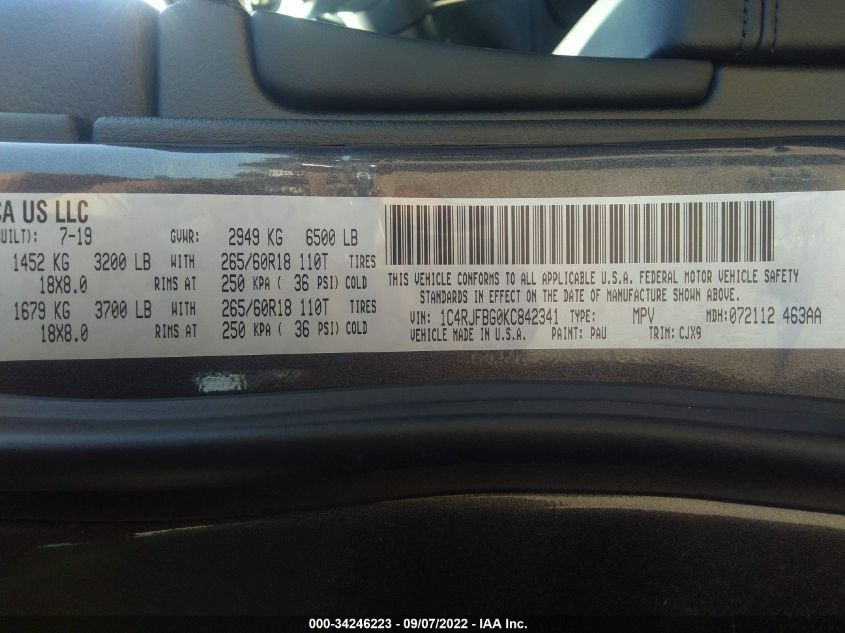 CA US LLC
UILT): 7-19 GVWR: 2949 KG 6500 LB
1452 KG 3200 LB WITH 265/60R18 110T TIRES
18X8.0 RIMS AT 250 KPA ( 36 PSI) COLD
1679 KG 3700 LB WITH 265/60R18 110T TIRES
18X8.0 RIMS AT 250 KPA ( 36 PSI) COLD
THIS VEHICLE CONFORMS TO ALL APPLICABLE U.S.A. FEDERAL MOTOR VEHICLE SAFETY
STANDARDS IN EFFECT ON THE DATE OF MANUFACTURE SHOWN ABOVE.
VIN: 1C4RJFBG0KC842341 TYPE: MPV MDH: 072112 463AA
VEHICLE MADE IN U.S.A. PAINT: PAU TRIM: CJX9
000-34246223 - 09/07/2022 - IAA Inc.